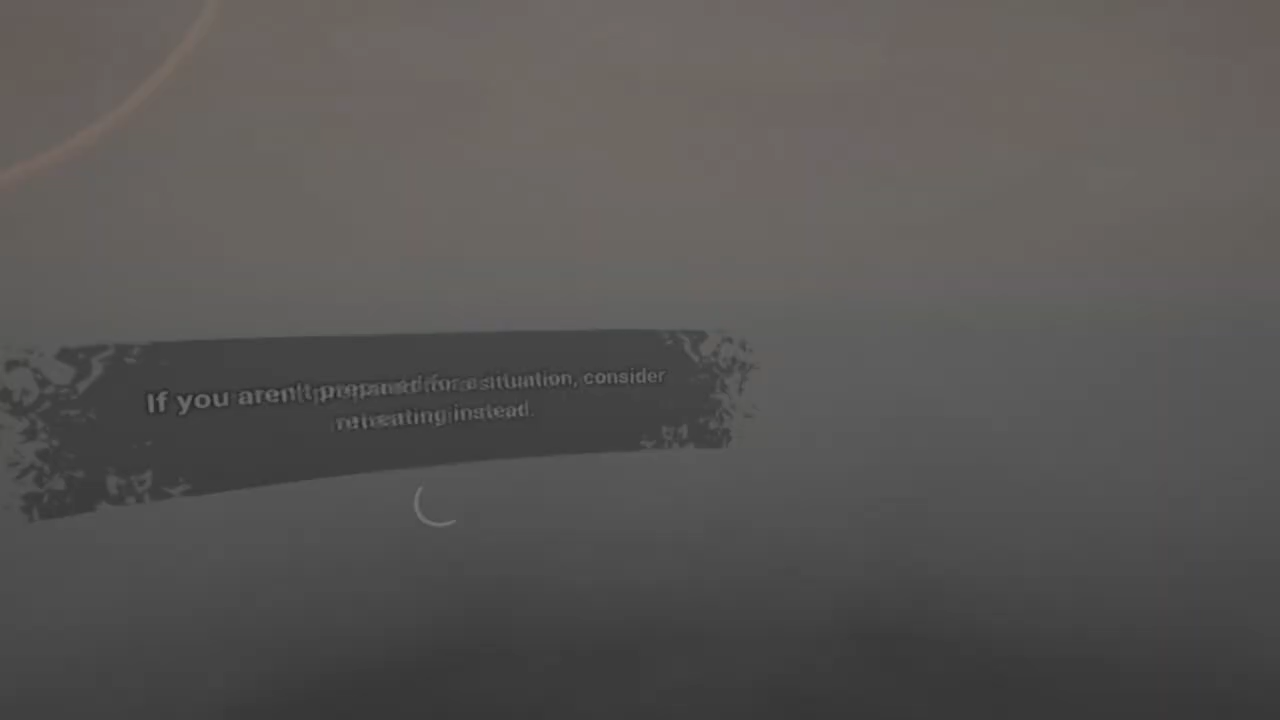 If you aren't prepared for a situation, consider
retreating instead.